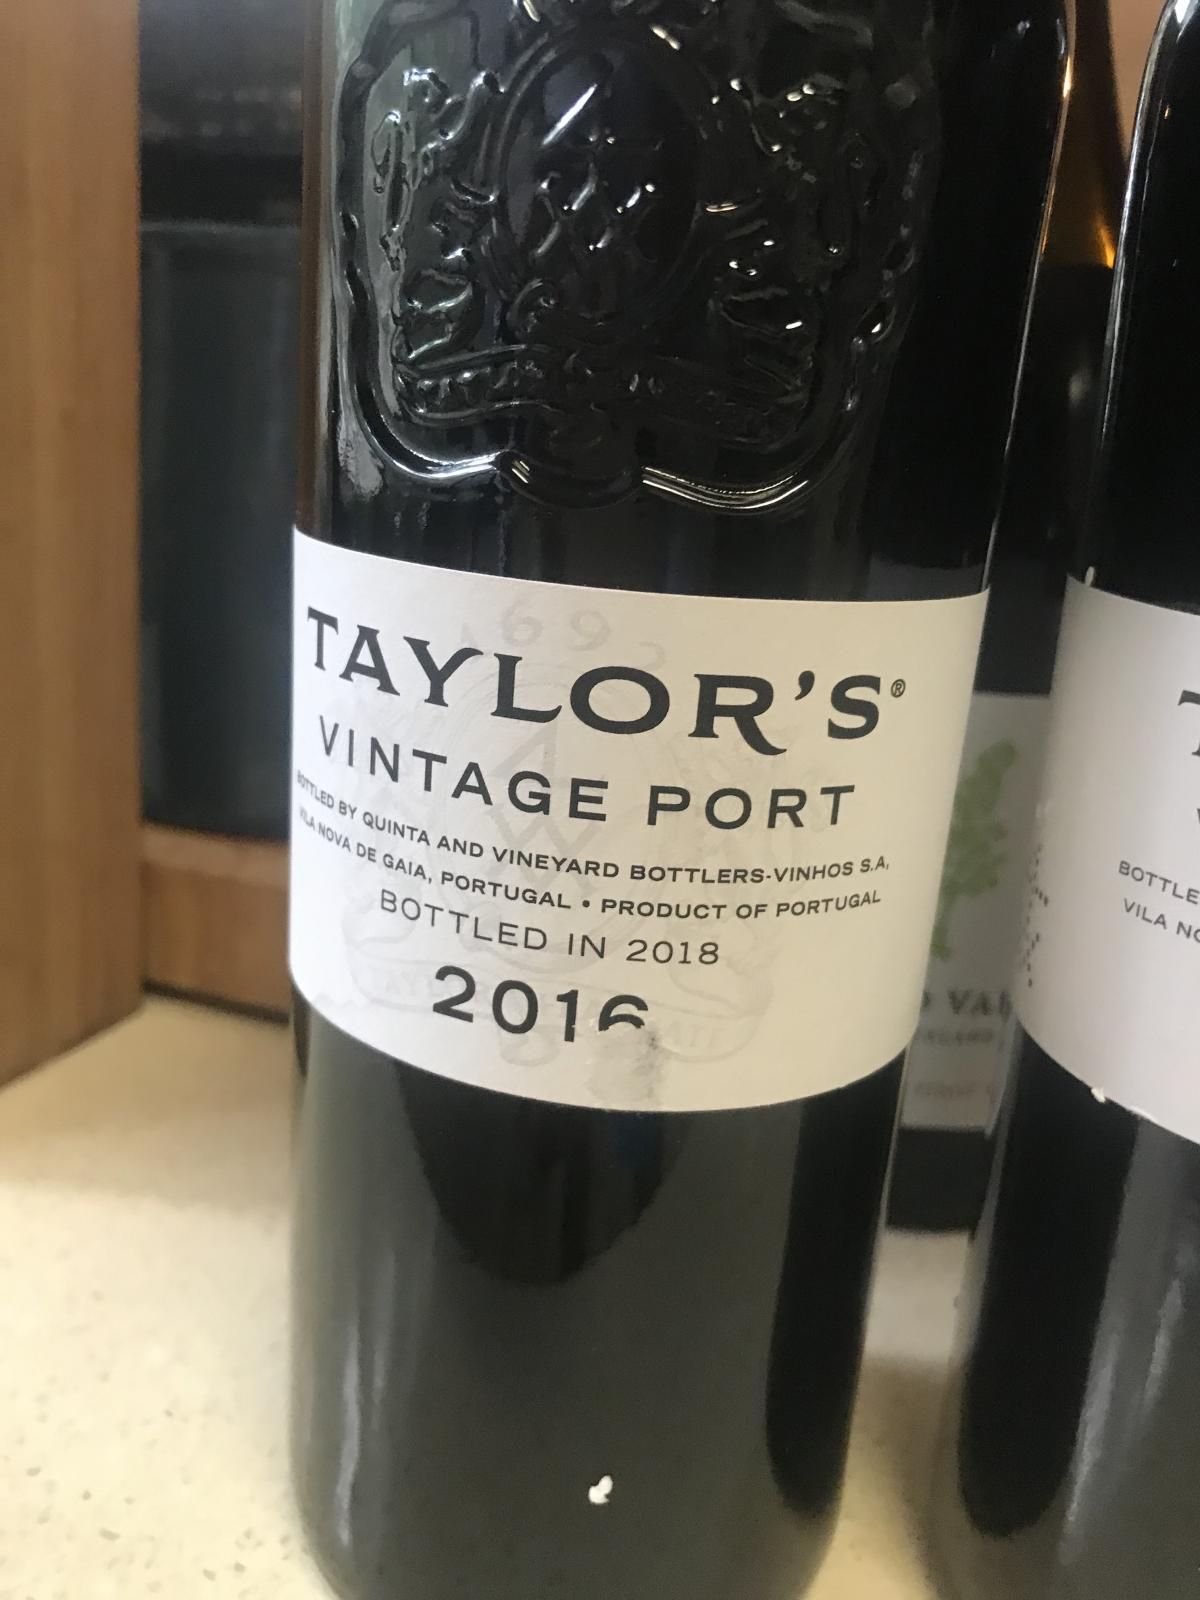 1692
TAYLOR'S®
VINTAGE PORT
BOTTLED BY QUINTA AND VINEYARD BOTTLERS-VINHOS S.A,
VILA NOVA DE GAIA, PORTUGAL • PRODUCT OF PORTUGAL
BOTTLED IN 2018
2016
T
BOTTLE
VILA NO